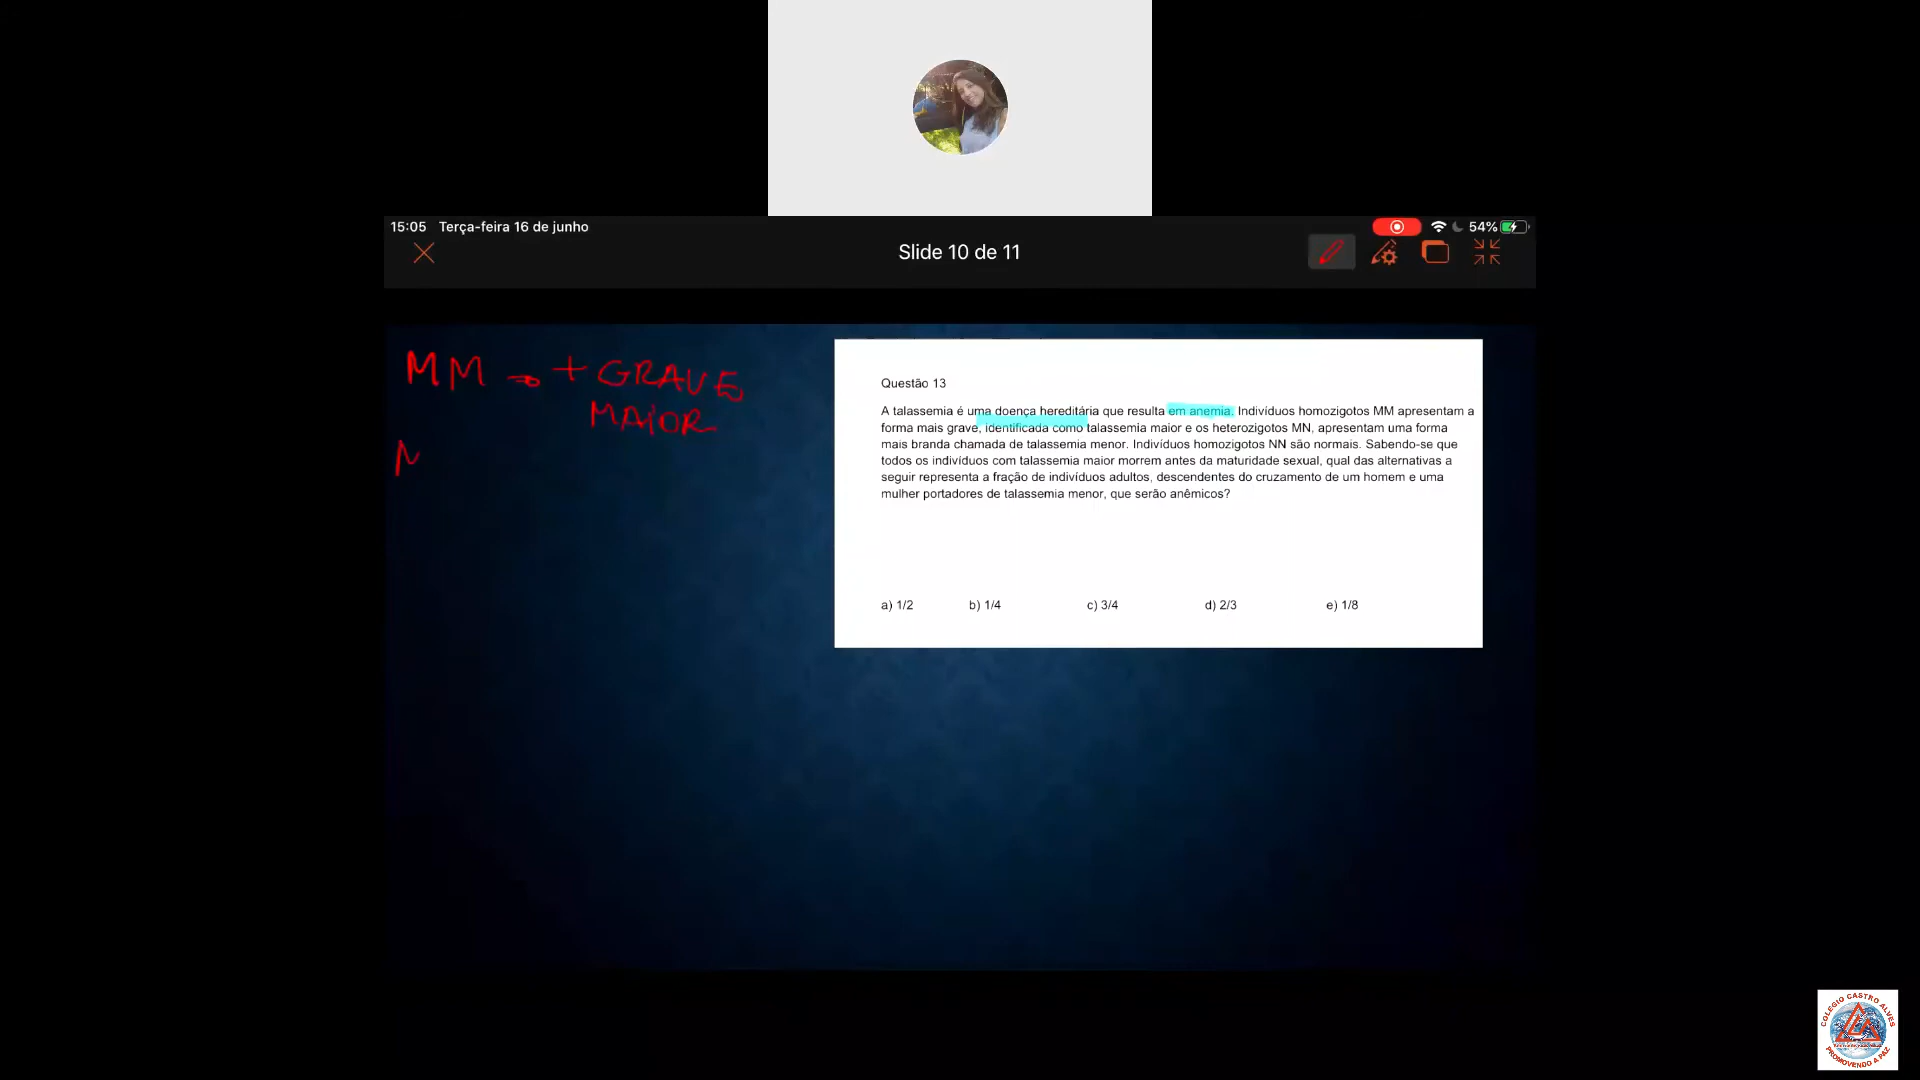 15:05 Terça-feira 16 de junho
54%
Slide 10 de 11
MM → + GRAVE
MAIOR
Questão 13
A talassemia é uma doença hereditária que resulta em anemia. Indivíduos homozigotos MM apresentam a
forma mais grave, identificada como talassemia maior e os heterozigotos MN, apresentam uma forma
mais branda chamada de talassemia menor. Indivíduos homozigotos NN são normais. Sabendo-se que
todos os indivíduos com talassemia maior morrem antes da maturidade sexual, qual das alternativas a
seguir representa a fração de indivíduos adultos, descendentes do cruzamento de um homem e uma
mulher portadores de talassemia menor, que serão anêmicos?
a) 1/2 b) 1/4 c) 3/4 d) 2/3 e) 1/8
COLEGIO CASTRO ALVES
PROMOVENDO A PAZ